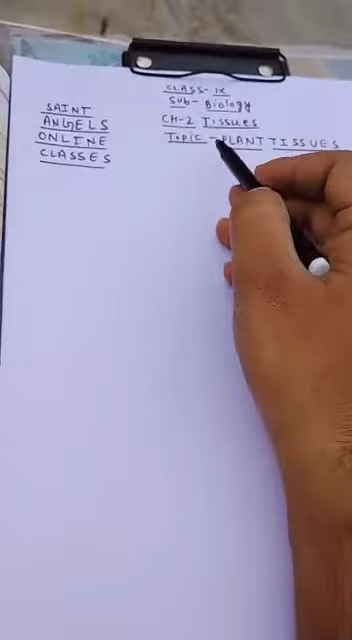 SAINT
ANGELS
ONLINE
CLASSES
CLASS- IX
Sub- Biology
CH-2 Tissues
Topic - PLANT TISSUES